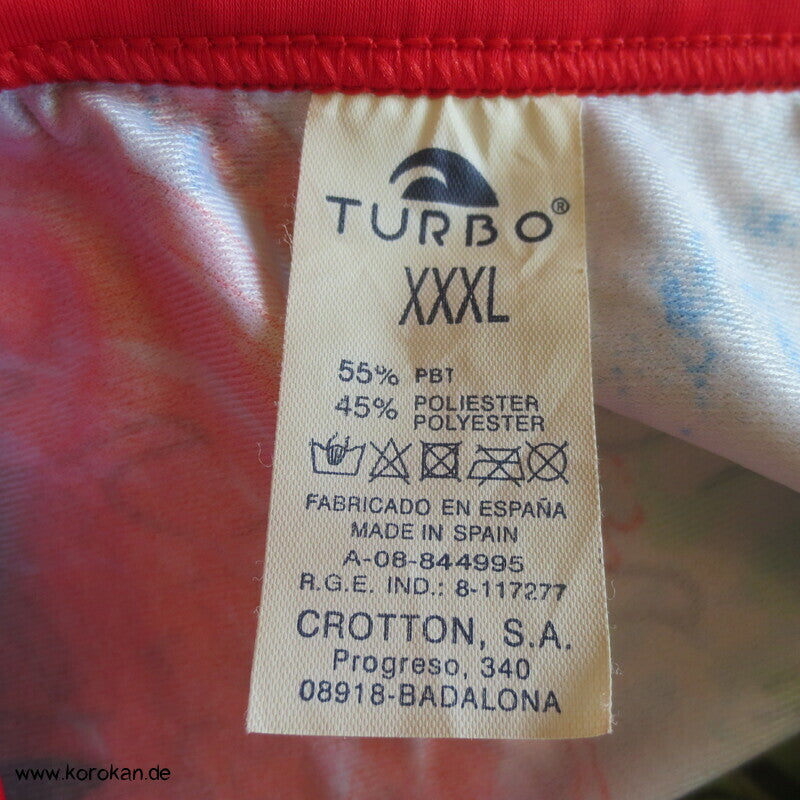 TURBO®
XXXL
55% PBT
45% POLIESTER
POLYESTER
FABRICADO EN ESPAÑA
MADE IN SPAIN
A-08-844995
R.G.E. IND.: 8-117277
CROTTON, S.A.
Progreso, 340
08918-BADALONA
www.korokan.de